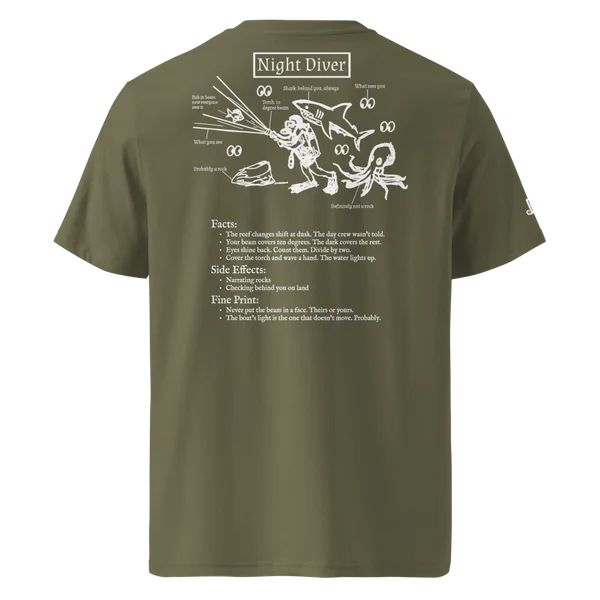 Night Diver
Shark behind you, always
What sees you
Fish in beam:
now everyone
sees it
Torch: 10
degree beam
What you see
Probably a rock
Definitely not a rock
Facts:
• The reef changes shift at dusk. The day crew wasn't told.
• Your beam covers ten degrees. The dark covers the rest.
• Eyes shine back. Count them. Divide by two.
• Cover the torch and wave a hand. The water lights up.
Side Effects:
• Narrating rocks
• Checking behind you on land
Fine Print:
• Never put the beam in a face. Theirs or yours.
• The boat's light is the one that doesn't move. Probably.